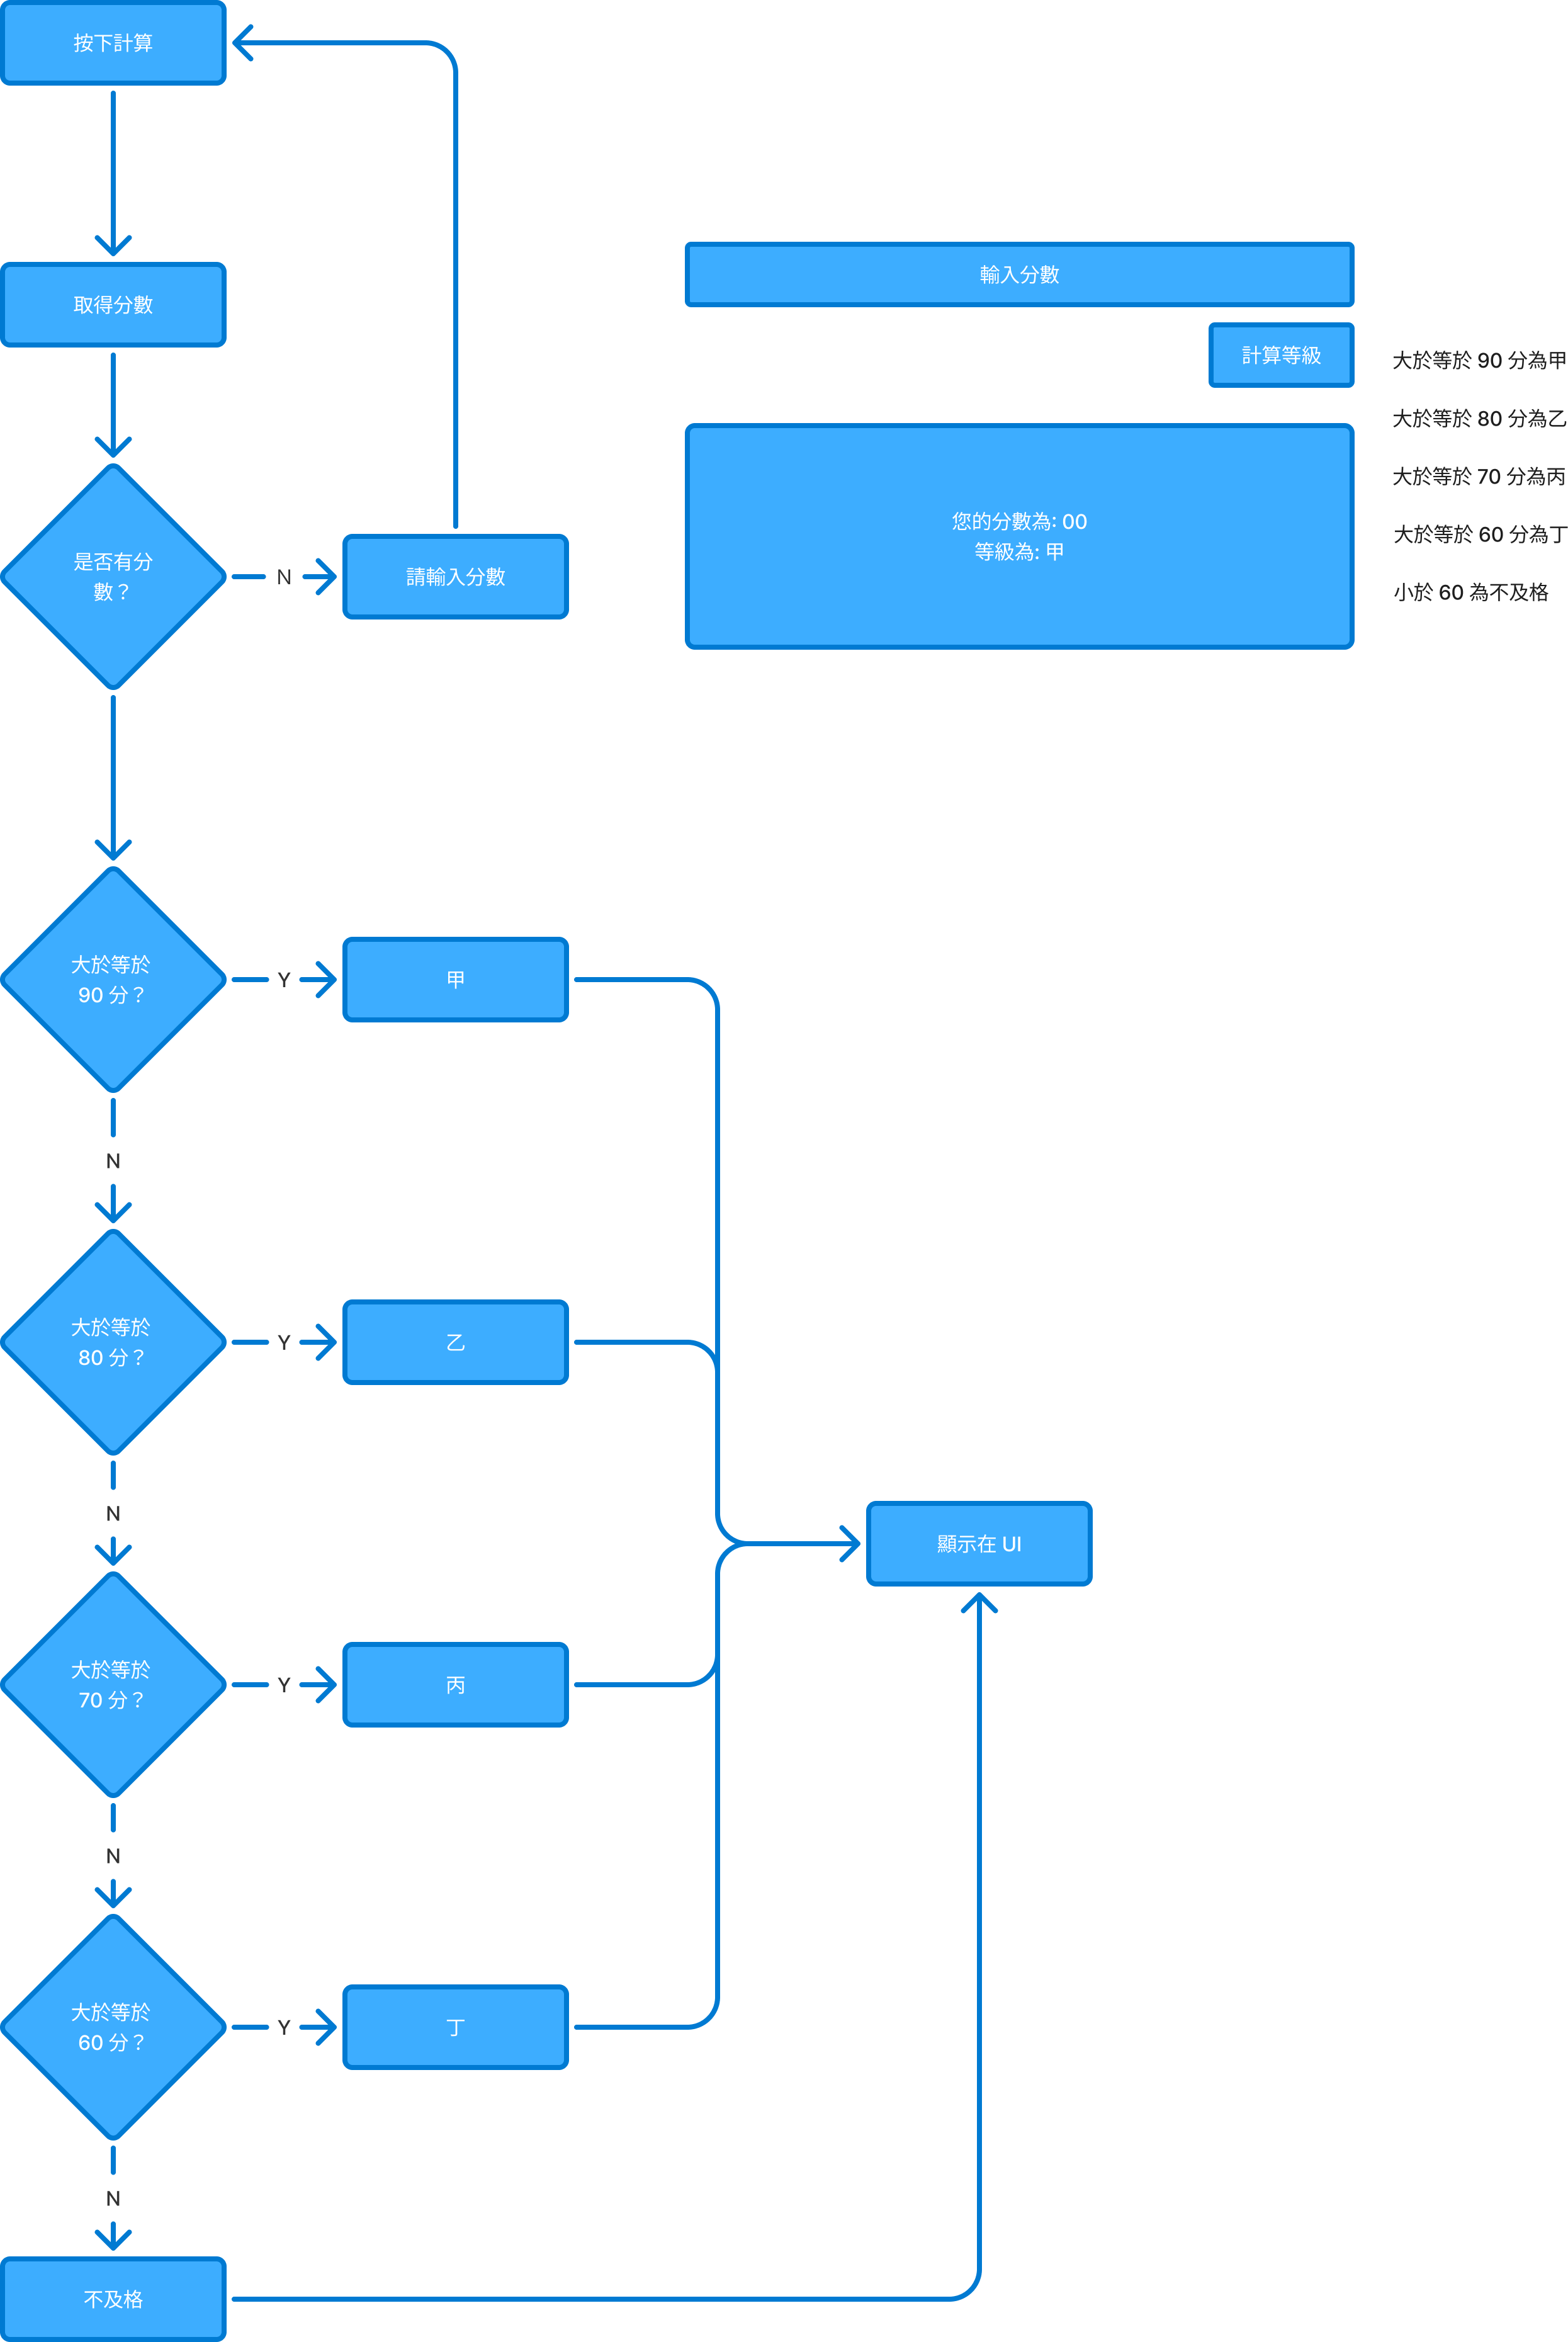 按下計算
取得分數
是否有分
數？
N
請輸入分數
輸入分數
計算等級
您的分數為: 00
等級為: 甲
大於等於 90 分為甲
大於等於 80 分為乙
大於等於 70 分為丙
大於等於 60 分為丁
小於 60 為不及格
大於等於
90 分？
Y
甲
N
大於等於
80 分？
Y
乙
N
顯示在 UI
大於等於
70 分？
Y
丙
N
大於等於
60 分？
Y
丁
N
不及格